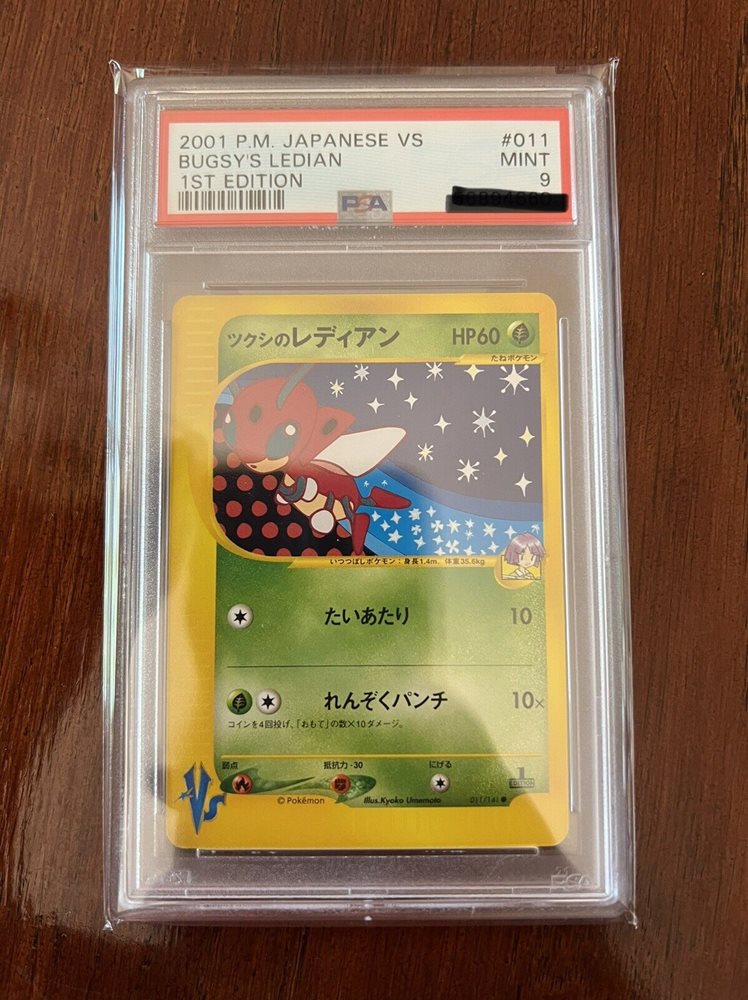 2001 P.M. JAPANESE VS #011
BUGSY'S LEDIAN MINT
1ST EDITION 9
PSA
ツクシのレディアン HP60
たねポケモン
いつつぼしポケモン：身長1.4m、体重35.6kg
たいあたり 10
れんぞくパンチ 10×
コインを4回投げ、「おもて」の数×10ダメージ。
弱点 抵抗力 -30 にげる
1
EDITION
VS
©Pokémon Illus.Kyoko Umemoto 011/141
PSA